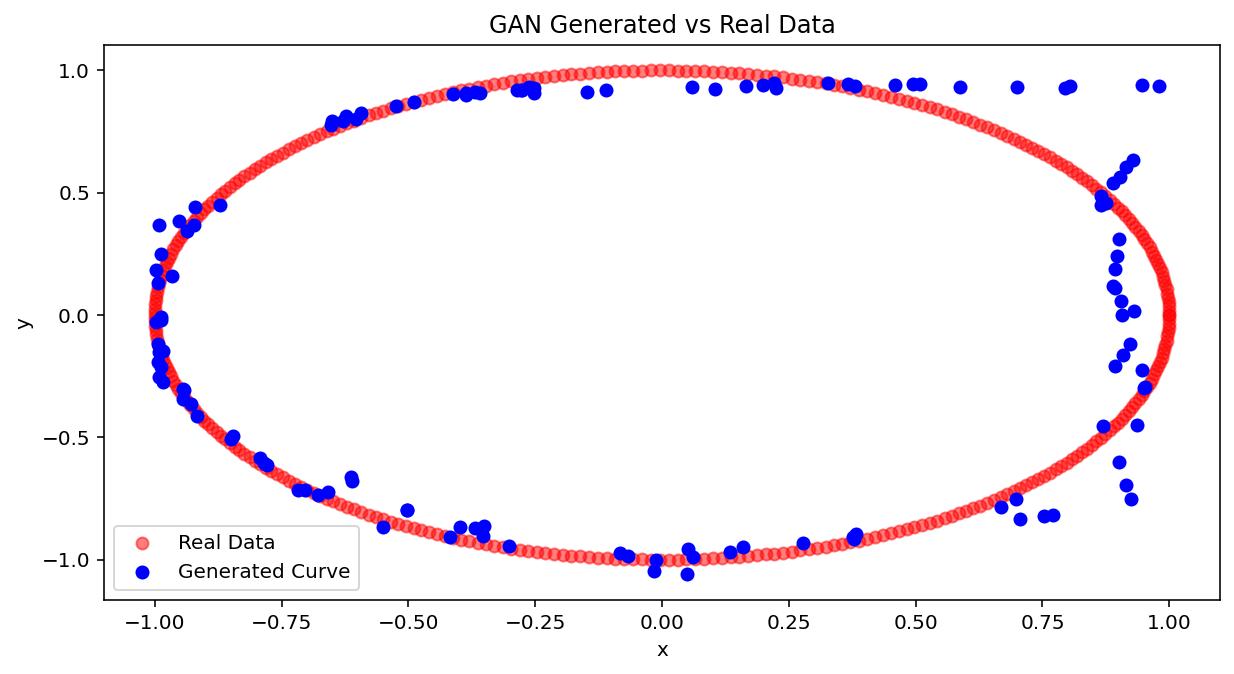 GAN Generated vs Real Data
1.0
0.5
0.0
−0.5
−1.0
y
Real Data
Generated Curve
−1.00 −0.75 −0.50 −0.25 0.00 0.25 0.50 0.75 1.00
x